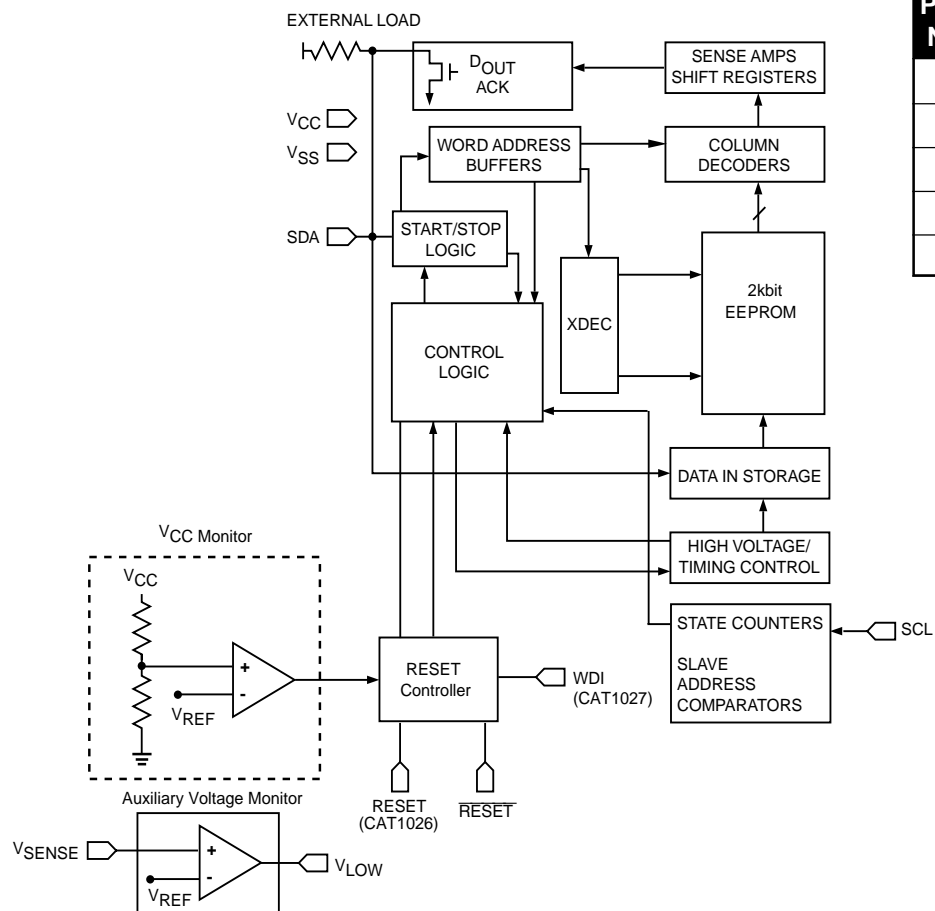 EXTERNAL LOAD
DOUT
ACK
SENSE AMPS
SHIFT REGISTERS
VCC
VSS
WORD ADDRESS
BUFFERS
COLUMN
DECODERS
SDA
START/STOP
LOGIC
XDEC
2kbit
EEPROM
CONTROL
LOGIC
DATA IN STORAGE
HIGH VOLTAGE/
TIMING CONTROL
STATE COUNTERS
SLAVE
ADDRESS
COMPARATORS
SCL
VCC Monitor
VCC
+
-
VREF
RESET
Controller
WDI
(CAT1027)
RESET
(CAT1026)
RESET
Auxiliary Voltage Monitor
VSENSE
+
-
VREF
VLOW